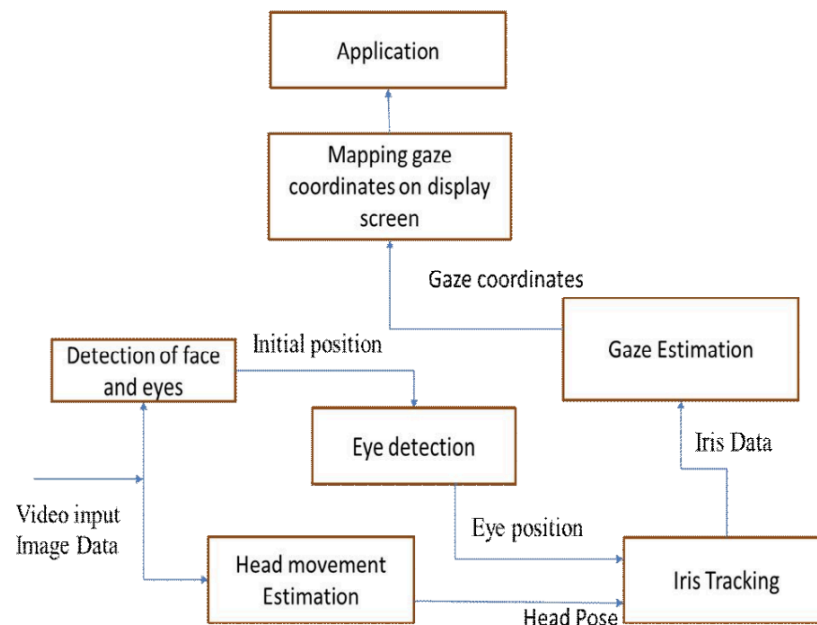 Application
Mapping gaze
coordinates on display
screen
Gaze coordinates
Gaze Estimation
Detection of face
and eyes
Initial position
Eye detection
Iris Data
Video input
Image Data
Eye position
Head movement
Estimation
Iris Tracking
Head Pose